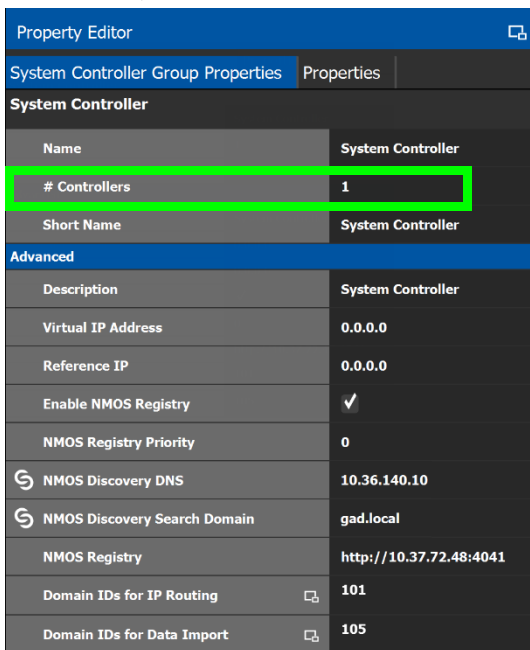 Property Editor
System Controller Group Properties Properties
System Controller
Name System Controller
# Controllers 1
Short Name System Controller
Advanced
Description System Controller
Virtual IP Address 0.0.0.0
Reference IP 0.0.0.0
Enable NMOS Registry
NMOS Registry Priority 0
NMOS Discovery DNS 10.36.140.10
NMOS Discovery Search Domain gad.local
NMOS Registry http://10.37.72.48:4041
Domain IDs for IP Routing 101
Domain IDs for Data Import 105